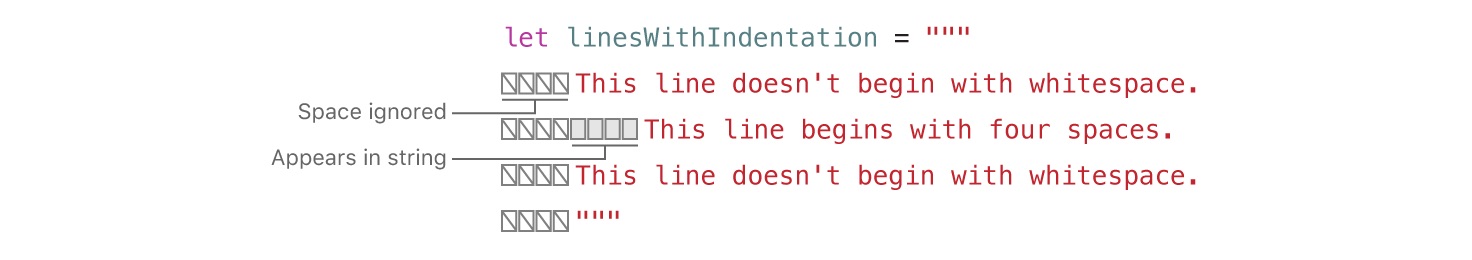 let linesWithIndentation = """
This line doesn't begin with whitespace.
Space ignored
This line begins with four spaces.
Appears in string
This line doesn't begin with whitespace.
"""